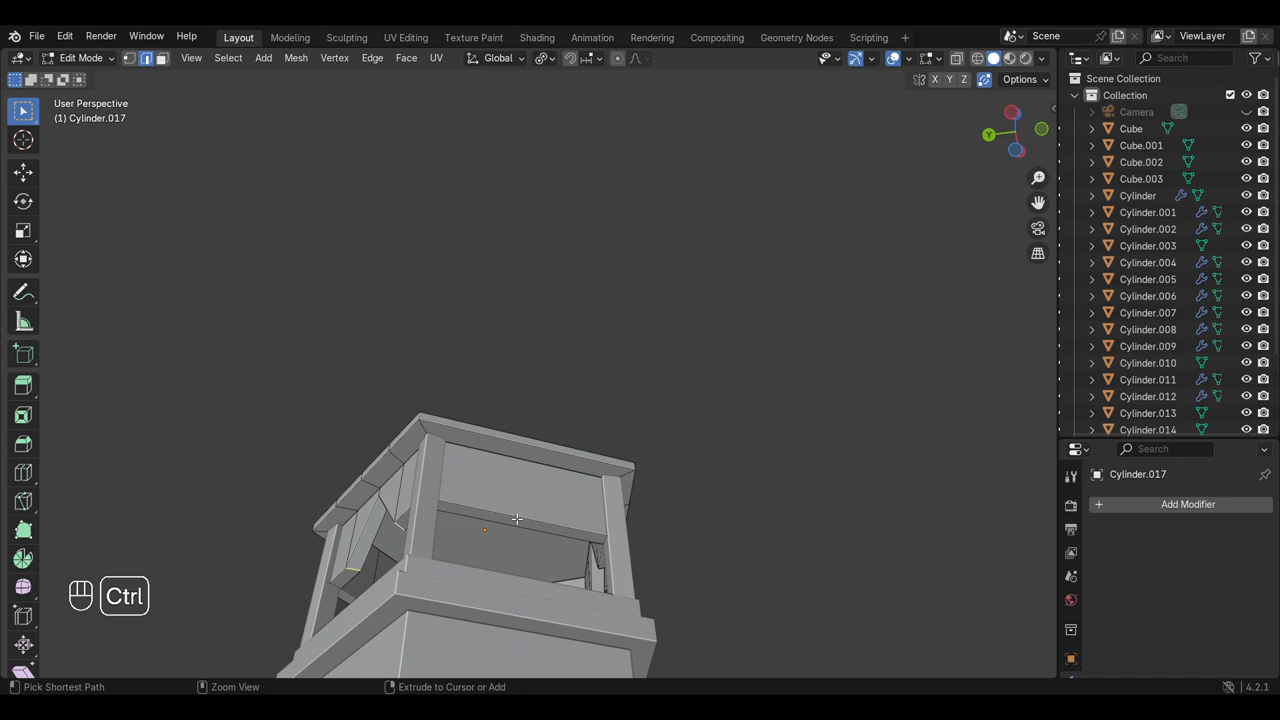 File Edit Render Window Help Layout Modeling Sculpting UV Editing Texture Paint Shading Animation Rendering Compositing Geometry Nodes Scripting + Scene ViewLayer
Edit Mode View Select Add Mesh Vertex Edge Face UV Global Search
X Y Z Options
Scene Collection
Collection
Camera
Cube
Cube.001
Cube.002
Cube.003
Cylinder
Cylinder.001
Cylinder.002
Cylinder.003
Cylinder.004
Cylinder.005
Cylinder.006
Cylinder.007
Cylinder.008
Cylinder.009
Cylinder.010
Cylinder.011
Cylinder.012
Cylinder.013
Cylinder.014
User Perspective
(1) Cylinder.017
Y
Search
Cylinder.017
+ Add Modifier
Ctrl
Pick Shortest Path Zoom View Extrude to Cursor or Add 4.2.1